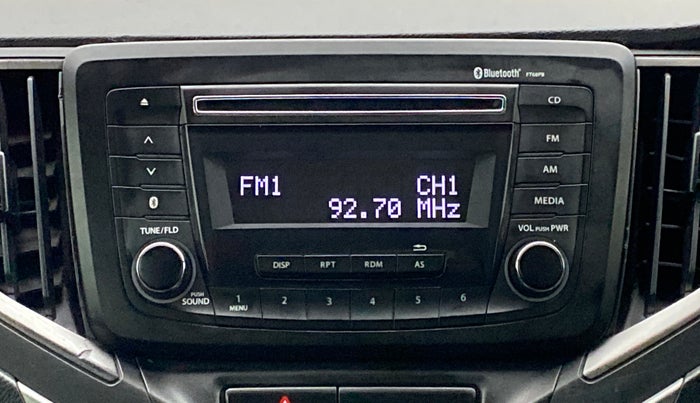 Bluetooth® FT66PB
CD
FM
AM
MEDIA
FM1 CH1
92.70 MHz
TUNE/FLD
VOL PUSH PWR
DISP RPT RDM AS
PUSH
SOUND
1 2 3 4 5 6
MENU